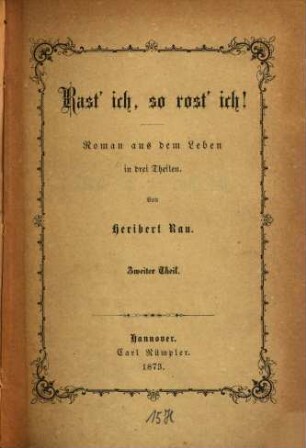 Rast' ich, so rost' ich!
Roman aus dem Leben
in drei Theilen.
Von
Heribert Rau.
Zweiter Theil.
Hannover.
Carl Rümpler.
1873.